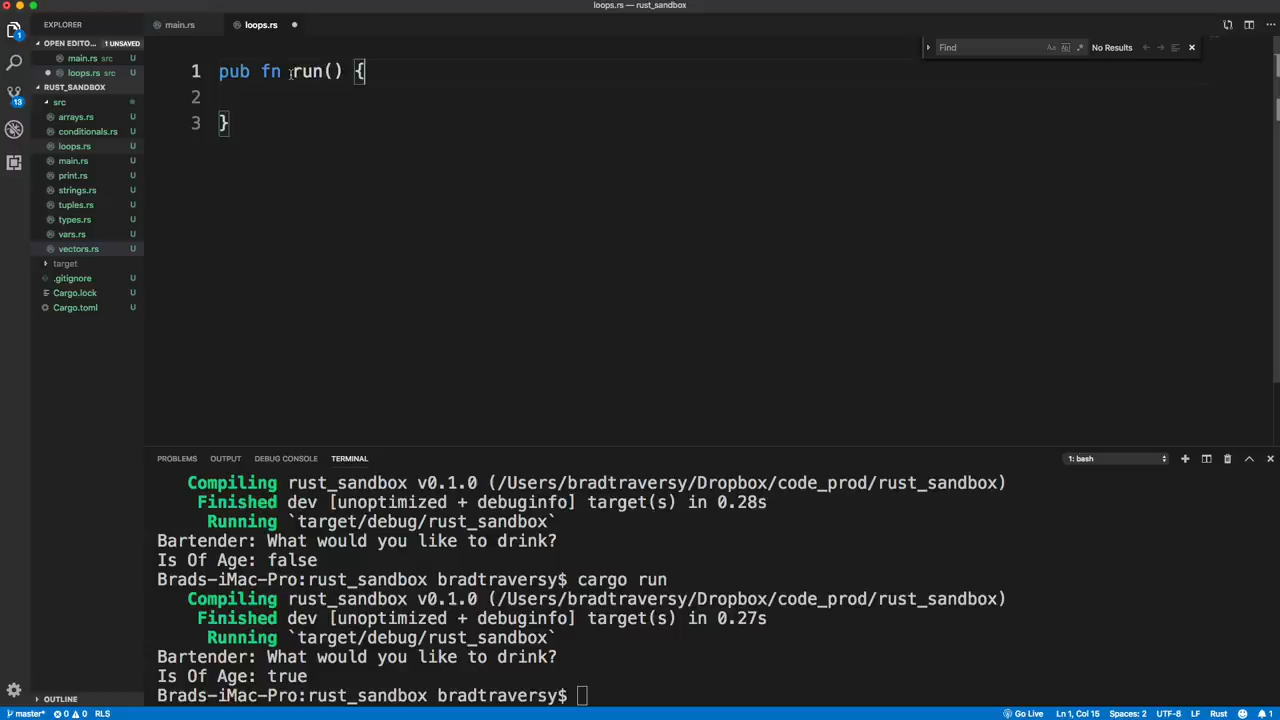 loops.rs — rust_sandbox
EXPLORER
main.rs
loops.rs
OPEN EDITO... 1 UNSAVED
main.rs src
loops.rs src
RUST_SANDBOX
src
arrays.rs U
conditionals.rs U
loops.rs U
main.rs U
print.rs U
strings.rs U
tuples.rs U
types.rs U
vars.rs U
vectors.rs U
target
.gitignore U
Cargo.lock U
Cargo.toml U
OUTLINE
1
13
Find
No Results
1 pub fn run() {
2
3 }
PROBLEMS OUTPUT DEBUG CONSOLE TERMINAL
1: bash
Compiling rust_sandbox v0.1.0 (/Users/bradtraversy/Dropbox/code_prod/rust_sandbox)
Finished dev [unoptimized + debuginfo] target(s) in 0.28s
Running `target/debug/rust_sandbox`
Bartender: What would you like to drink?
Is Of Age: false
Brads-iMac-Pro:rust_sandbox bradtraversy$ cargo run
Compiling rust_sandbox v0.1.0 (/Users/bradtraversy/Dropbox/code_prod/rust_sandbox)
Finished dev [unoptimized + debuginfo] target(s) in 0.27s
Running `target/debug/rust_sandbox`
Bartender: What would you like to drink?
Is Of Age: true
Brads-iMac-Pro:rust_sandbox bradtraversy$
master* 0 0 RLS
Go Live Ln 1, Col 15 Spaces: 2 UTF-8 LF Rust 1